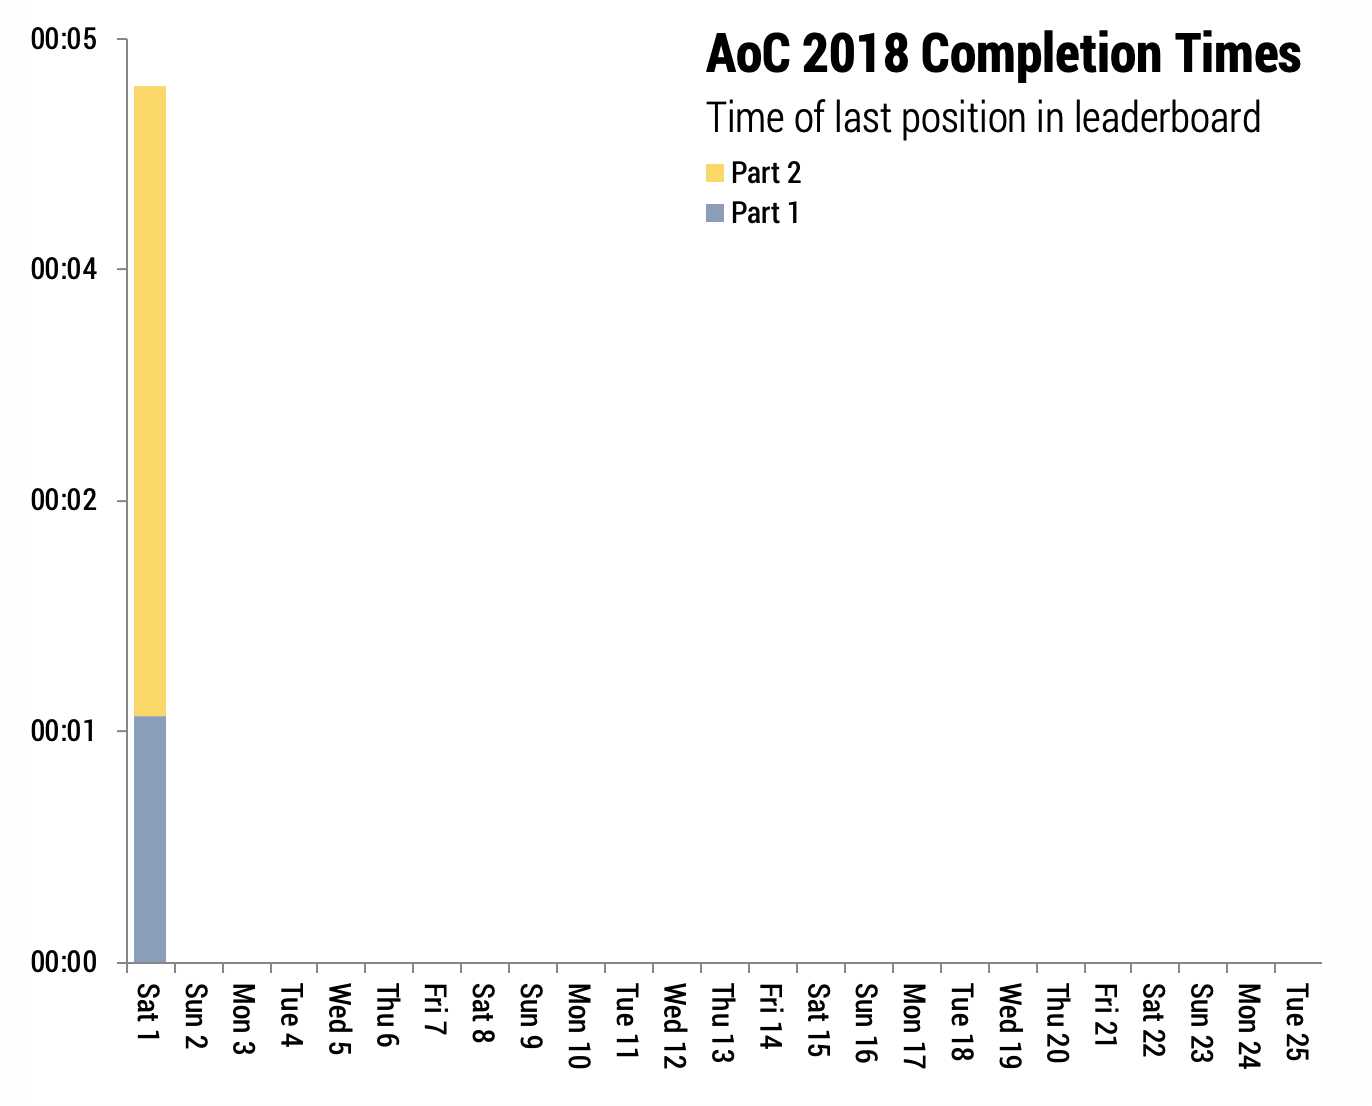 AoC 2018 Completion Times
Time of last position in leaderboard
Part 2
Part 1
00:05
00:04
00:02
00:01
00:00
Sat 1
Sun 2
Mon 3
Tue 4
Wed 5
Thu 6
Fri 7
Sat 8
Sun 9
Mon 10
Tue 11
Wed 12
Thu 13
Fri 14
Sat 15
Sun 16
Mon 17
Tue 18
Wed 19
Thu 20
Fri 21
Sat 22
Sun 23
Mon 24
Tue 25